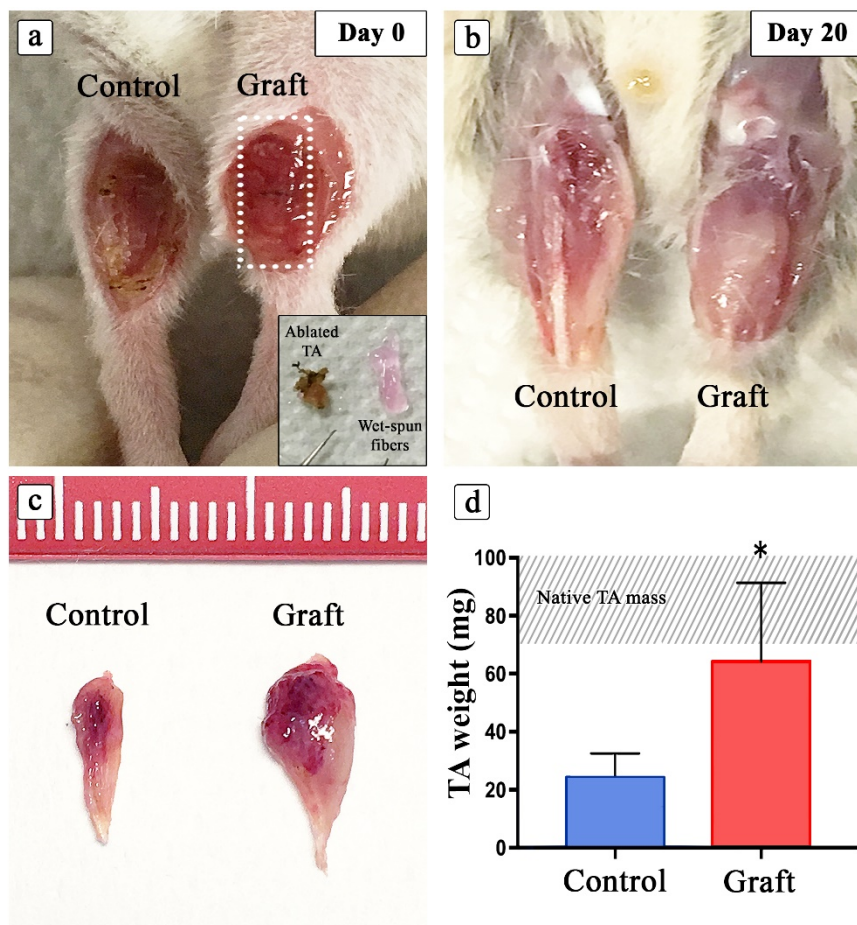 a
Day 0
Control
Graft
Ablated
TA
Wet-spun
fibers
b
Day 20
Control
Graft
c
Control
Graft
d
*
100
80
60
40
20
0
Native TA mass
TA weight (mg)
Control
Graft